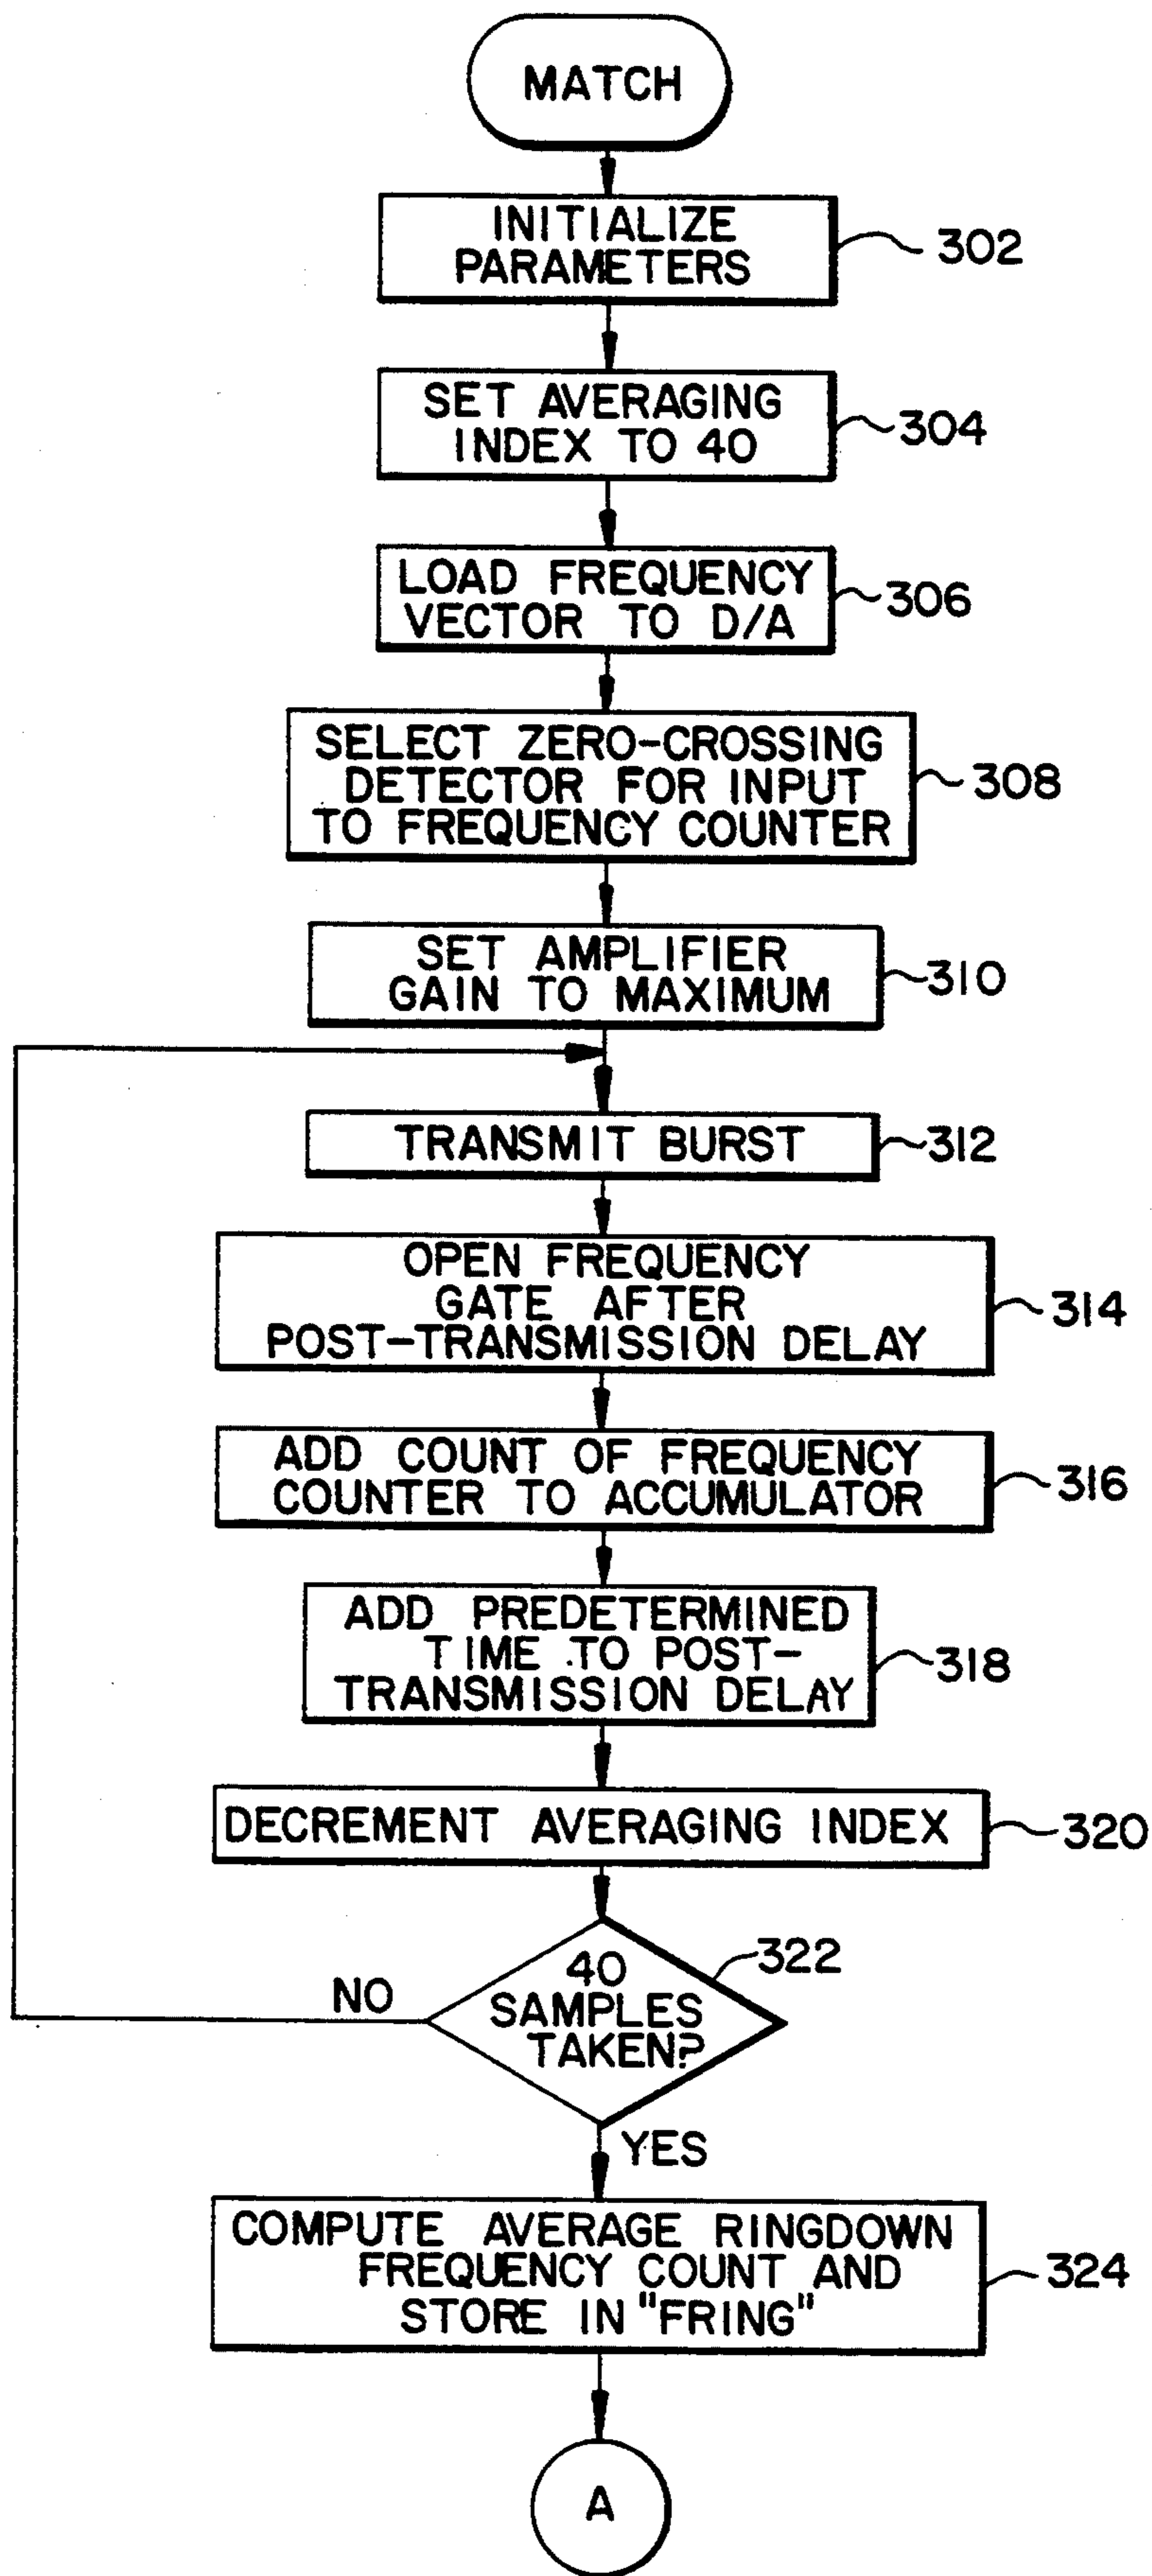 MATCH
INITIALIZE
PARAMETERS
302
SET AVERAGING
INDEX TO 40
304
LOAD FREQUENCY
VECTOR TO D/A
306
SELECT ZERO-CROSSING
DETECTOR FOR INPUT
TO FREQUENCY COUNTER
308
SET AMPLIFIER
GAIN TO MAXIMUM
310
TRANSMIT BURST
312
OPEN FREQUENCY
GATE AFTER
POST-TRANSMISSION DELAY
314
ADD COUNT OF FREQUENCY
COUNTER TO ACCUMULATOR
316
ADD PREDETERMINED
TIME TO POST-
TRANSMISSION DELAY
318
DECREMENT AVERAGING INDEX
320
40
SAMPLES
TAKEN?
322
NO
YES
COMPUTE AVERAGE RINGDOWN
FREQUENCY COUNT AND
STORE IN "FRING"
324
A